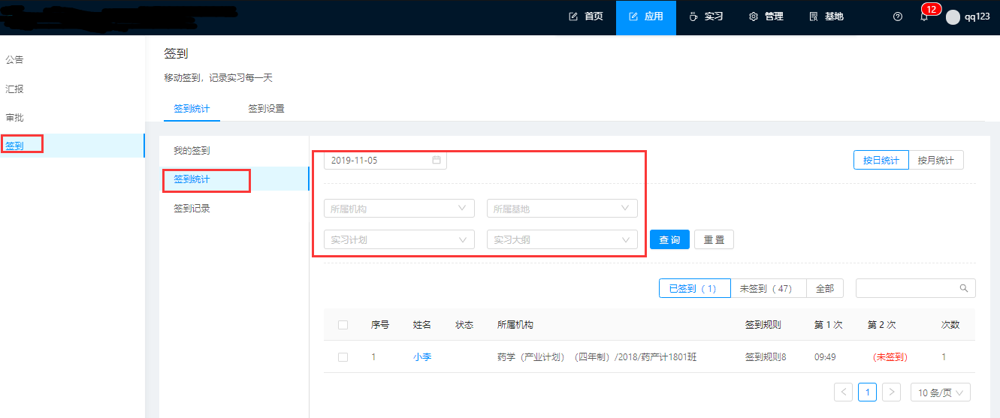 首页 应用 实习 管理 基地 12 qq123
公告
汇报
审批
签到
签到
移动签到，记录实习每一天
签到统计 签到设置
我的签到
签到统计
签到记录
2019-11-05 按日统计 按月统计
所属机构 所属基地
实习计划 实习大纲 查 询 重 置
已签到（ 1） 未签到（ 47） 全部
序号 姓名 状态 所属机构 签到规则 第 1 次 第 2 次 次数
1 小李 药学（产业计划）（四年制）/2018/药产计1801班 签到规则8 09:49 (未签到) 1
< 1 > 10 条/页